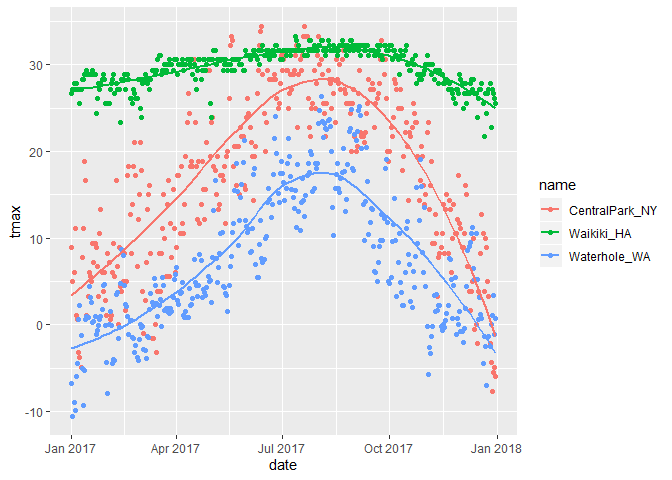 30
20
10
0
-10
tmax
Jan 2017
Apr 2017
Jul 2017
Oct 2017
Jan 2018
date
name
CentralPark_NY
Waikiki_HA
Waterhole_WA